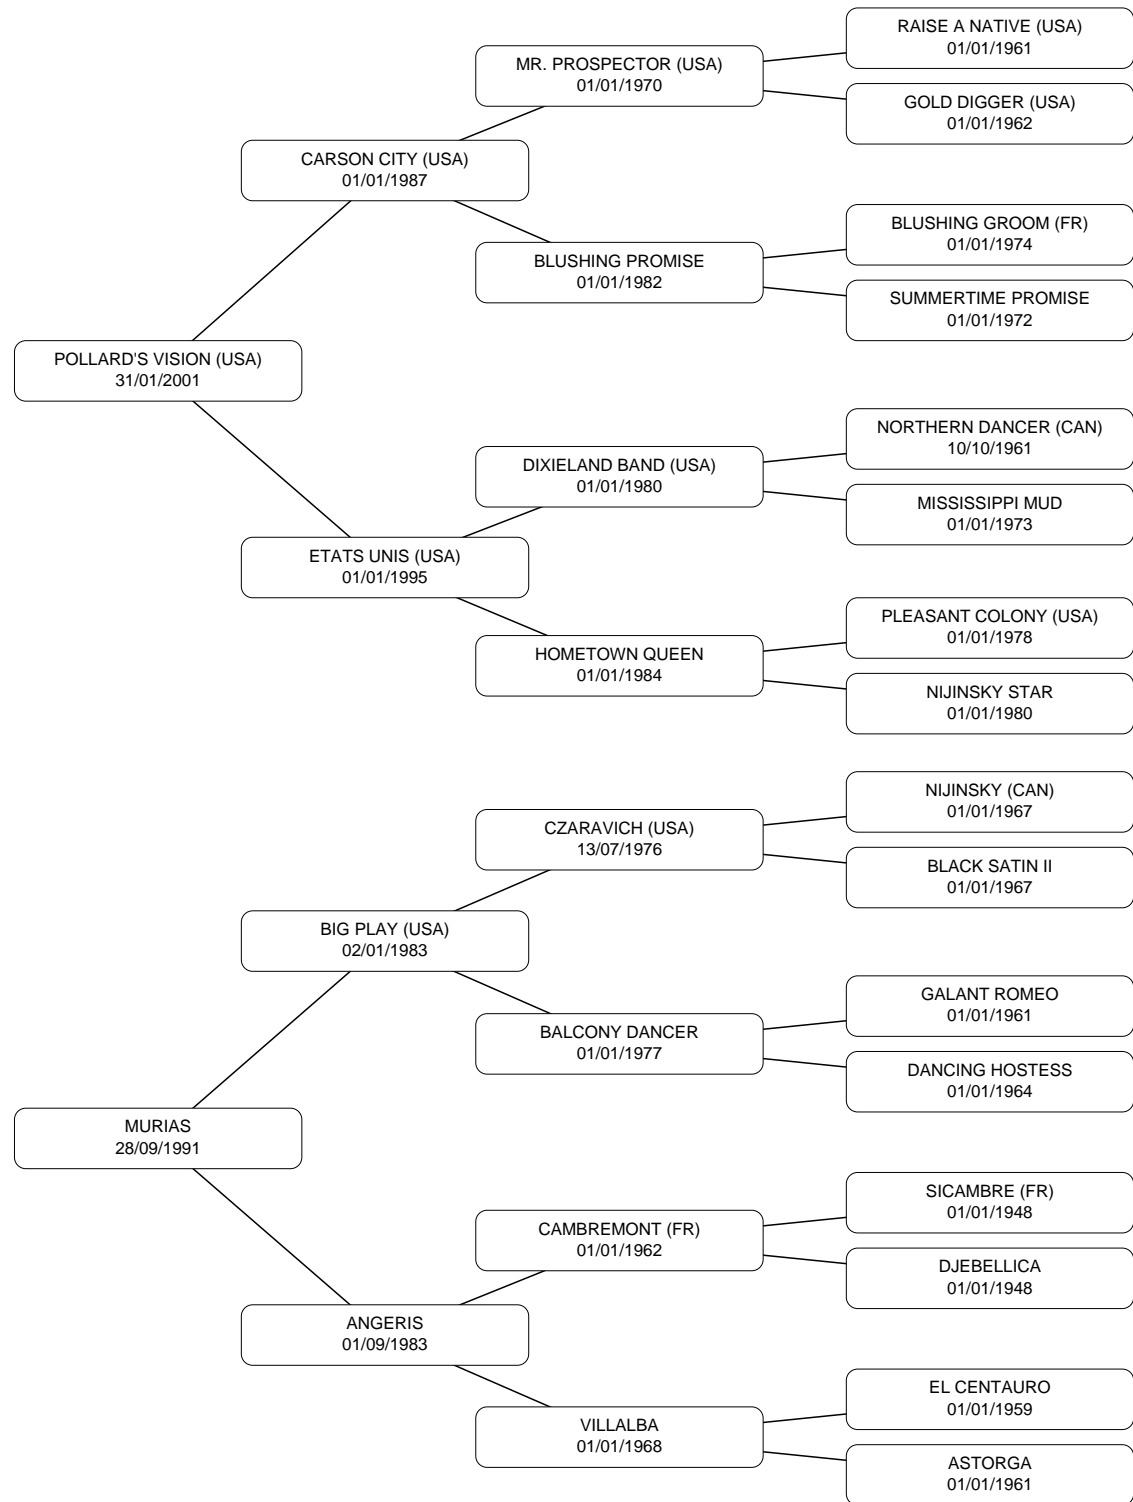 RAISE A NATIVE (USA)
01/01/1961
MR. PROSPECTOR (USA)
01/01/1970
GOLD DIGGER (USA)
01/01/1962
CARSON CITY (USA)
01/01/1987
BLUSHING GROOM (FR)
01/01/1974
BLUSHING PROMISE
01/01/1982
SUMMERTIME PROMISE
01/01/1972
POLLARD'S VISION (USA)
31/01/2001
NORTHERN DANCER (CAN)
10/10/1961
DIXIELAND BAND (USA)
01/01/1980
MISSISSIPPI MUD
01/01/1973
ETATS UNIS (USA)
01/01/1995
PLEASANT COLONY (USA)
01/01/1978
HOMETOWN QUEEN
01/01/1984
NIJINSKY STAR
01/01/1980
NIJINSKY (CAN)
01/01/1967
CZARAVICH (USA)
13/07/1976
BLACK SATIN II
01/01/1967
BIG PLAY (USA)
02/01/1983
GALANT ROMEO
01/01/1961
BALCONY DANCER
01/01/1977
DANCING HOSTESS
01/01/1964
MURIAS
28/09/1991
SICAMBRE (FR)
01/01/1948
CAMBREMONT (FR)
01/01/1962
DJEBELLICA
01/01/1948
ANGERIS
01/09/1983
EL CENTAURO
01/01/1959
VILLALBA
01/01/1968
ASTORGA
01/01/1961